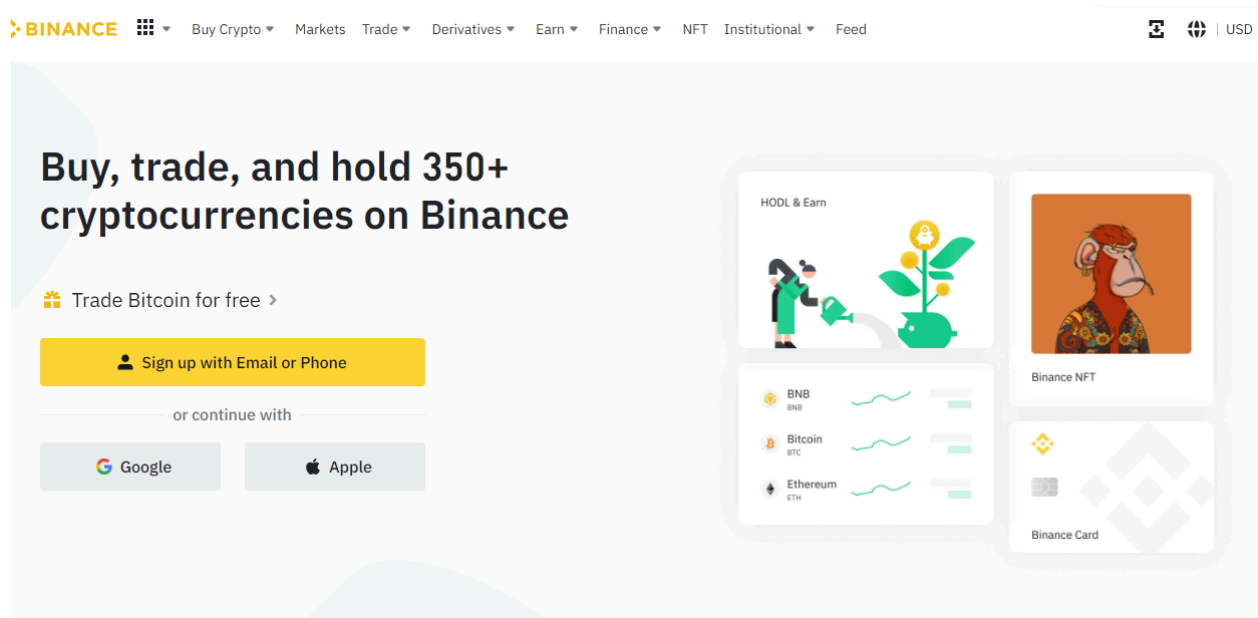 BINANCE
Buy Crypto
Markets
Trade
Derivatives
Earn
Finance
NFT
Institutional
Feed
USD
Buy, trade, and hold 350+
cryptocurrencies on Binance
Trade Bitcoin for free
Sign up with Email or Phone
or continue with
Google
Apple
HODL & Earn
BNB
BNB
Bitcoin
BTC
Ethereum
ETH
Binance NFT
Binance Card